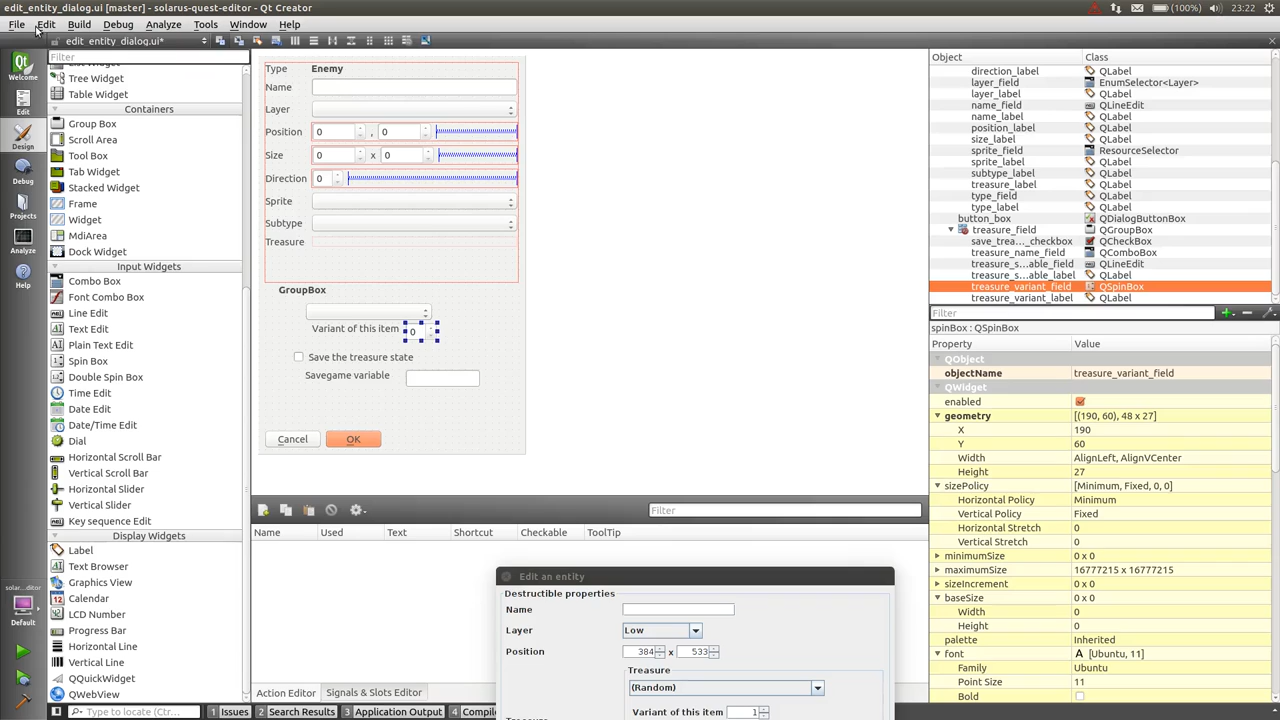 edit_entity_dialog.ui [master] - solarus-quest-editor - Qt Creator
(100%) 23:22
File Edit Build Debug Analyze Tools Window Help
edit_entity_dialog.ui*
Welcome
Edit
Design
Debug
Projects
Analyze
Help
solar...ditor
Default
Filter
Tree Widget
Table Widget
Containers
Group Box
Scroll Area
Tool Box
Tab Widget
Stacked Widget
Frame
Widget
MdiArea
Dock Widget
Input Widgets
Combo Box
Font Combo Box
Line Edit
Text Edit
Plain Text Edit
Spin Box
Double Spin Box
Time Edit
Date Edit
Date/Time Edit
Dial
Horizontal Scroll Bar
Vertical Scroll Bar
Horizontal Slider
Vertical Slider
Key sequence Edit
Display Widgets
Label
Text Browser
Graphics View
Calendar
LCD Number
Progress Bar
Horizontal Line
Vertical Line
QQuickWidget
QWebView
Type Enemy
Name
Layer
Position 0 , 0
Size 0 x 0
Direction 0
Sprite
Subtype
Treasure
GroupBox
Variant of this item 0
Save the treasure state
Savegame variable
Cancel OK
Filter
Name Used Text Shortcut Checkable ToolTip
Edit an entity
Destructible properties
Name
Layer Low
Position 384 x 533
Treasure
(Random)
Variant of this item 1
Action Editor Signals & Slots Editor
Type to locate (Ctrl+...) 1 Issues 2 Search Results 3 Application Output 4 Compil
Object Class
direction_label QLabel
layer_field EnumSelector<Layer>
layer_label QLabel
name_field QLineEdit
name_label QLabel
position_label QLabel
size_label QLabel
sprite_field ResourceSelector
sprite_label QLabel
subtype_label QLabel
treasure_label QLabel
type_field QLabel
type_label QLabel
button_box QDialogButtonBox
treasure_field QGroupBox
save_trea..._checkbox QCheckBox
treasure_name_field QComboBox
treasure_s...able_field QLineEdit
treasure_s...able_label QLabel
treasure_variant_field QSpinBox
treasure_variant_label QLabel
Filter
spinBox : QSpinBox
Property Value
QObject
objectName treasure_variant_field
QWidget
enabled
geometry [(190, 60), 48 x 27]
X 190
Y 60
Width AlignLeft, AlignVCenter
Height 27
sizePolicy [Minimum, Fixed, 0, 0]
Horizontal Policy Minimum
Vertical Policy Fixed
Horizontal Stretch 0
Vertical Stretch 0
minimumSize 0 x 0
maximumSize 16777215 x 16777215
sizeIncrement 0 x 0
baseSize 0 x 0
Width 0
Height 0
palette Inherited
font A [Ubuntu, 11]
Family Ubuntu
Point Size 11
Bold